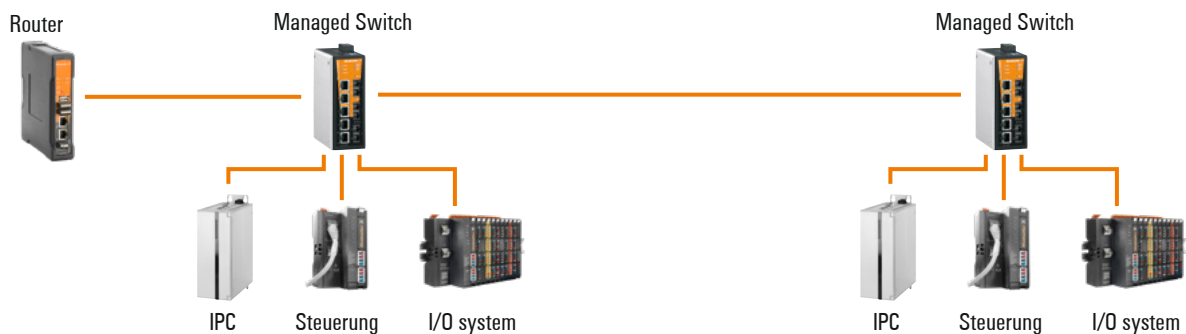 Router
Managed Switch
Managed Switch
IPC
Steuerung
I/O system
IPC
Steuerung
I/O system